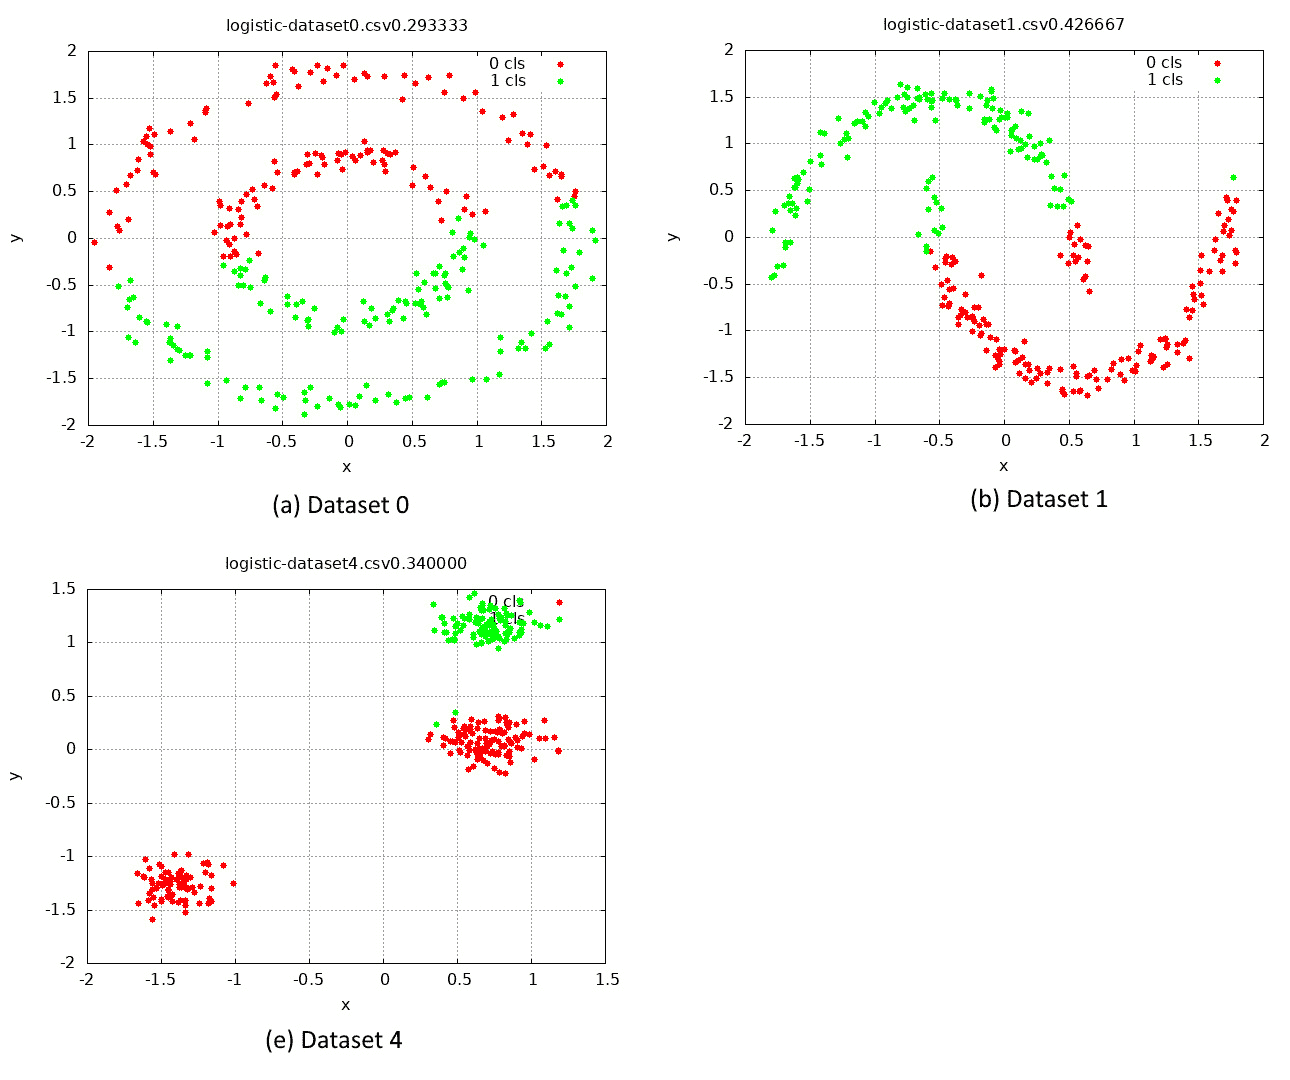 logistic-dataset0.csv0.293333
0 cls
1 cls
2
1.5
1
0.5
0
-0.5
-1
-1.5
-2
y
-2 -1.5 -1 -0.5 0 0.5 1 1.5 2
x
(a) Dataset 0
logistic-dataset1.csv0.426667
0 cls
1 cls
2
1.5
1
0.5
0
-0.5
-1
-1.5
-2
y
-2 -1.5 -1 -0.5 0 0.5 1 1.5 2
x
(b) Dataset 1
logistic-dataset4.csv0.340000
0 cls
1 cls
1.5
1
0.5
0
-0.5
-1
-1.5
-2
y
-2 -1.5 -1 -0.5 0 0.5 1 1.5
x
(e) Dataset 4